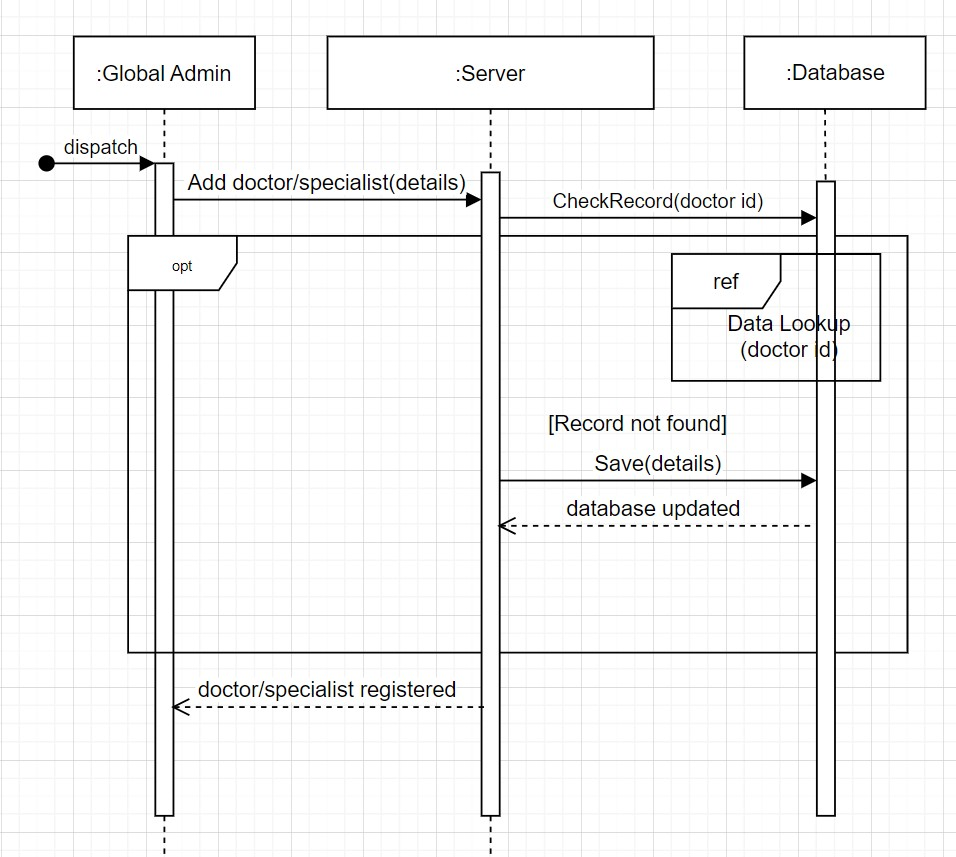 :Global Admin
:Server
:Database
dispatch
Add doctor/specialist(details)
CheckRecord(doctor id)
opt
ref
Data Lookup
(doctor id)
[Record not found]
Save(details)
database updated
doctor/specialist registered